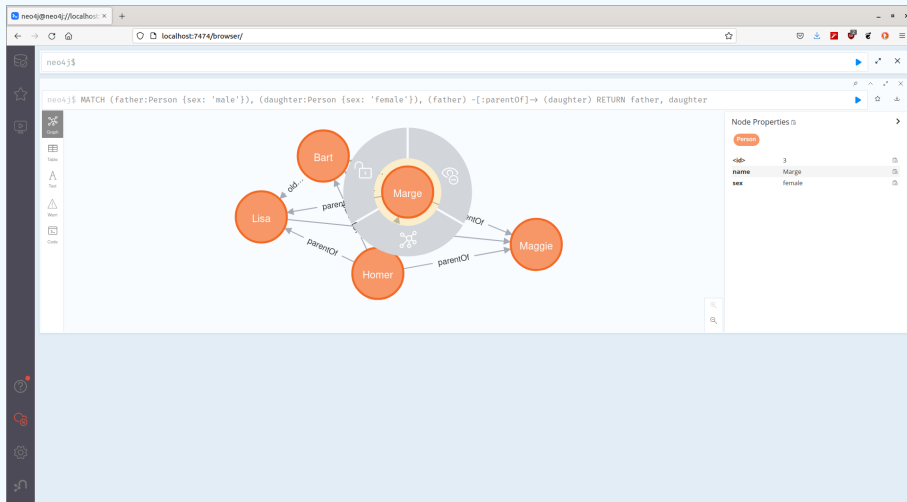 neo4j@neo4j://localhost:
localhost:7474/browser/
neo4j$
neo4j$ MATCH (father:Person {sex: 'male'}), (daughter:Person {sex: 'female'}), (father) -[:parentOf]→ (daughter) RETURN father, daughter
Graph
Table
Text
Warn
Code
Bart
Marge
Lisa
Homer
Maggie
old…
parentOf
parentOf
Node Properties
Person
<id> 3
name Marge
sex female